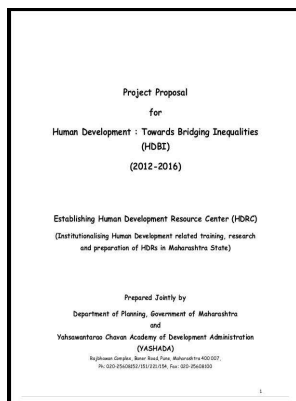 Project Proposal
for
Human Development : Towards Bridging Inequalities
(HDBI)
(2012-2016)
Establishing Human Development Resource Center (HDRC)
(Institutionalising Human Development related training, research
and preparation of HDRs in Maharashtra State)
Prepared Jointly by
Department of Planning, Government of Maharashtra
and
Yahsawantarao Chavan Academy of Development Administration
(YASHADA)
Rajbhavan Complex, Baner Road, Pune, Maharashtra 400 007,
Ph: 020-25608152/151/221/154, Fax: 020-25608100
1